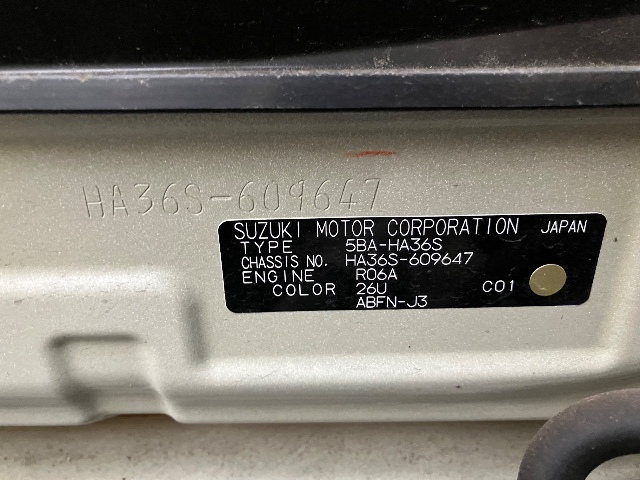 HA36S-609647
SUZUKI MOTOR CORPORATION JAPAN
TYPE 5BA-HA36S
CHASSIS NO. HA36S-609647
ENGINE R06A
COLOR 26U C01
ABFN-J3